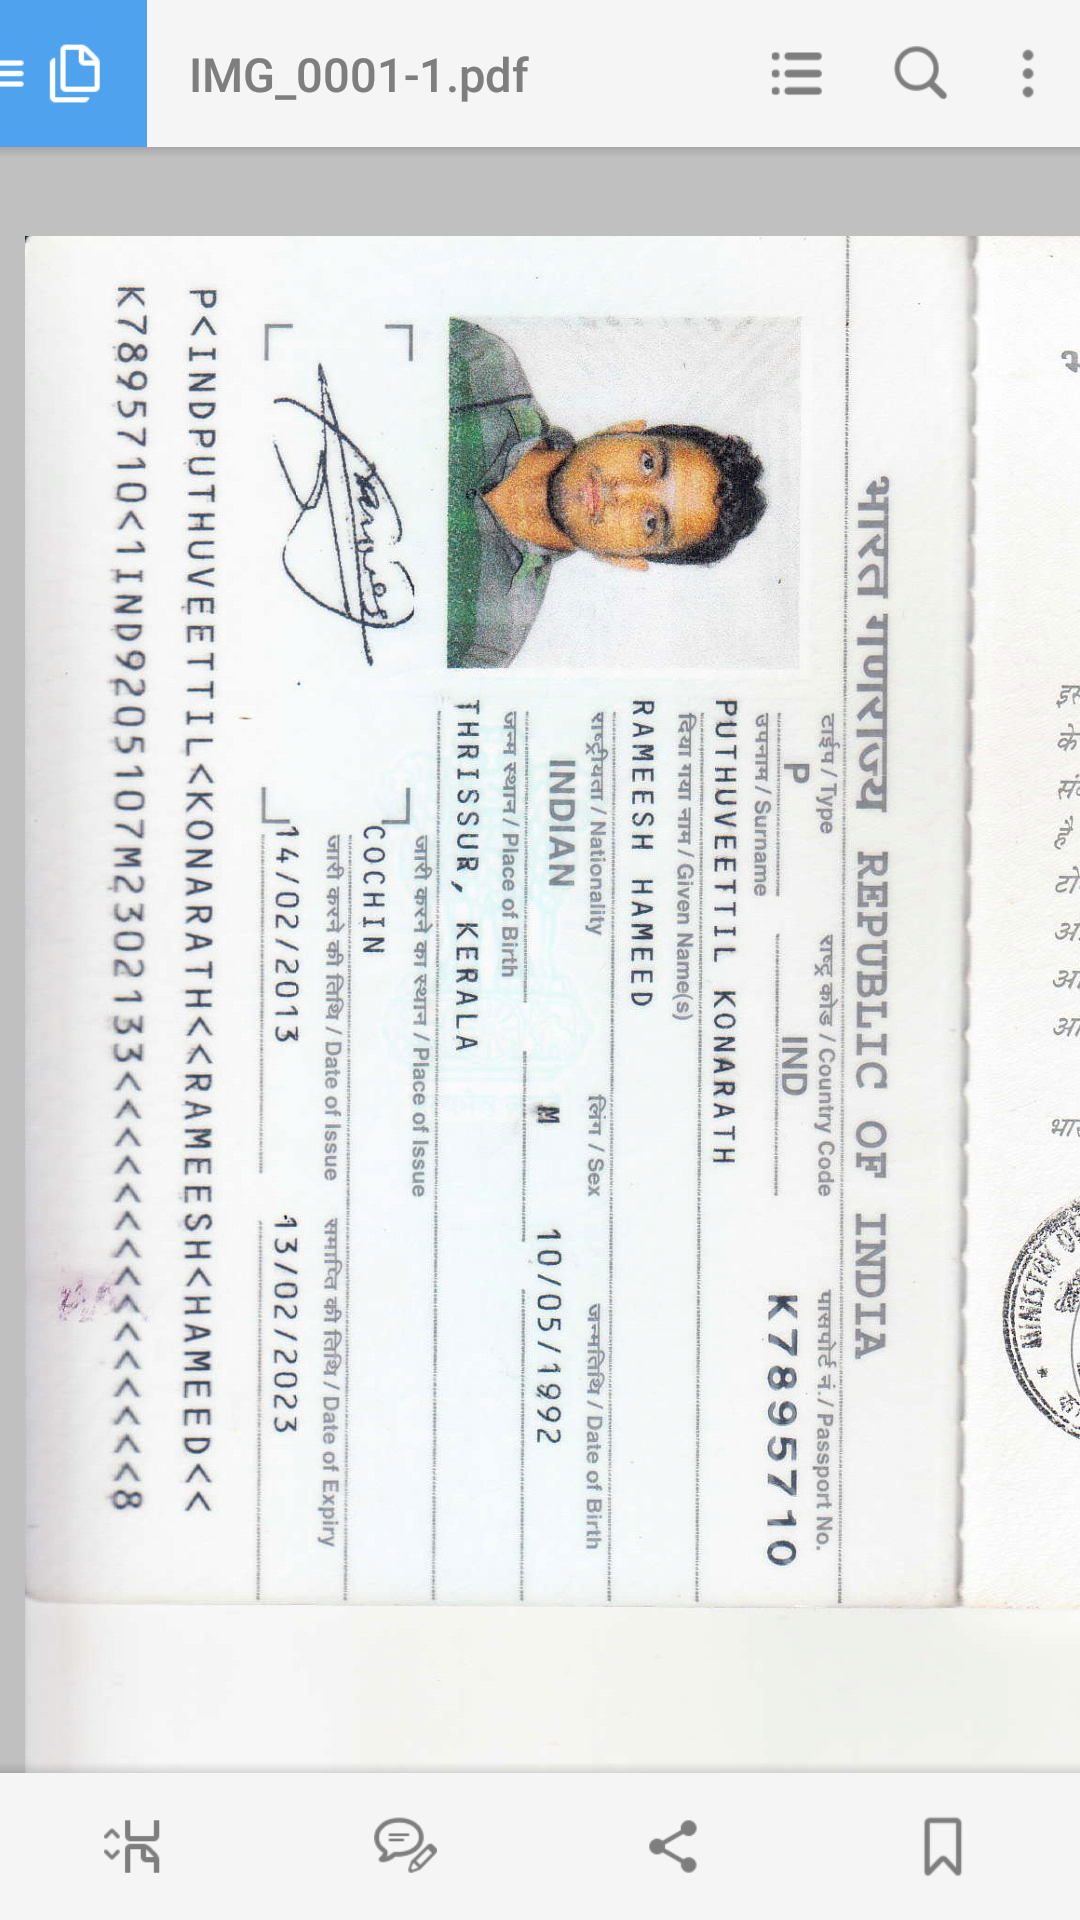 IMG_0001-1.pdf
भारत गणराज्य REPUBLIC OF INDIA
टाईप / Type
राष्ट्र कोड / Country Code
पासपोर्ट नं. / Passport No.
P
IND
K7895710
उपनाम / Surname
PUTHUVEETTIL KONARATH
दिया गया नाम / Given Name(s)
RAMEESH HAMEED
राष्ट्रीयता / Nationality
लिंग / Sex
जन्मतिथि / Date of Birth
INDIAN
M
10/05/1992
जन्म स्थान / Place of Birth
THRISSUR, KERALA
जारी करने का स्थान / Place of Issue
COCHIN
जारी करने की तिथि / Date of Issue
समाप्ति की तिथि / Date of Expiry
14/02/2013
13/02/2023
P<INDPUTHUVEETTIL<KONARATH<<RAMEESH<HAMEED<<
K7895710<1IND9205107M2302133<<<<<<<<<<<<<<<8
के
है
MINISTRY OF